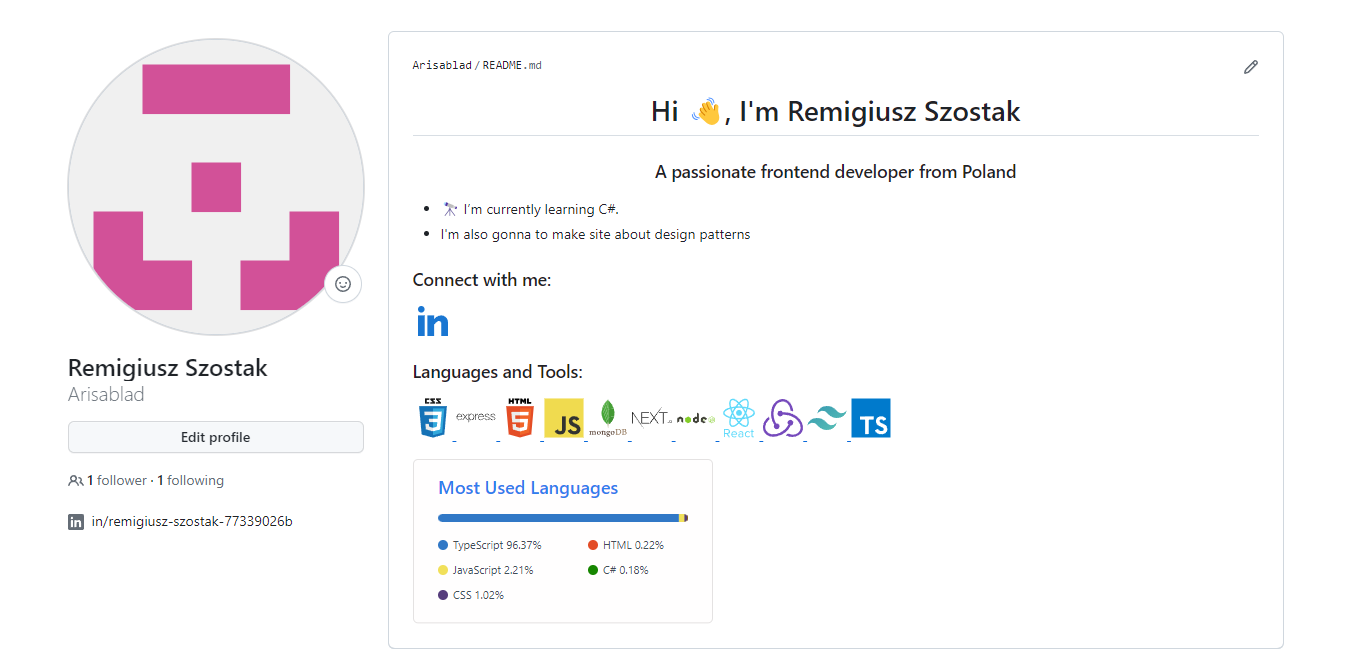 Remigiusz Szostak
Arisablad
Edit profile
1 follower · 1 following
in/remigiusz-szostak-77339026b
Arisablad/README.md
Hi 👋, I'm Remigiusz Szostak
A passionate frontend developer from Poland
🔭 I’m currently learning C#.
I'm also gonna to make site about design patterns
Connect with me:
in
Languages and Tools:
CSS 3 express HTML 5 JS mongoDB NEXT.JS node JS React TS
Most Used Languages
TypeScript 96.37% HTML 0.22%
JavaScript 2.21% C# 0.18%
CSS 1.02%